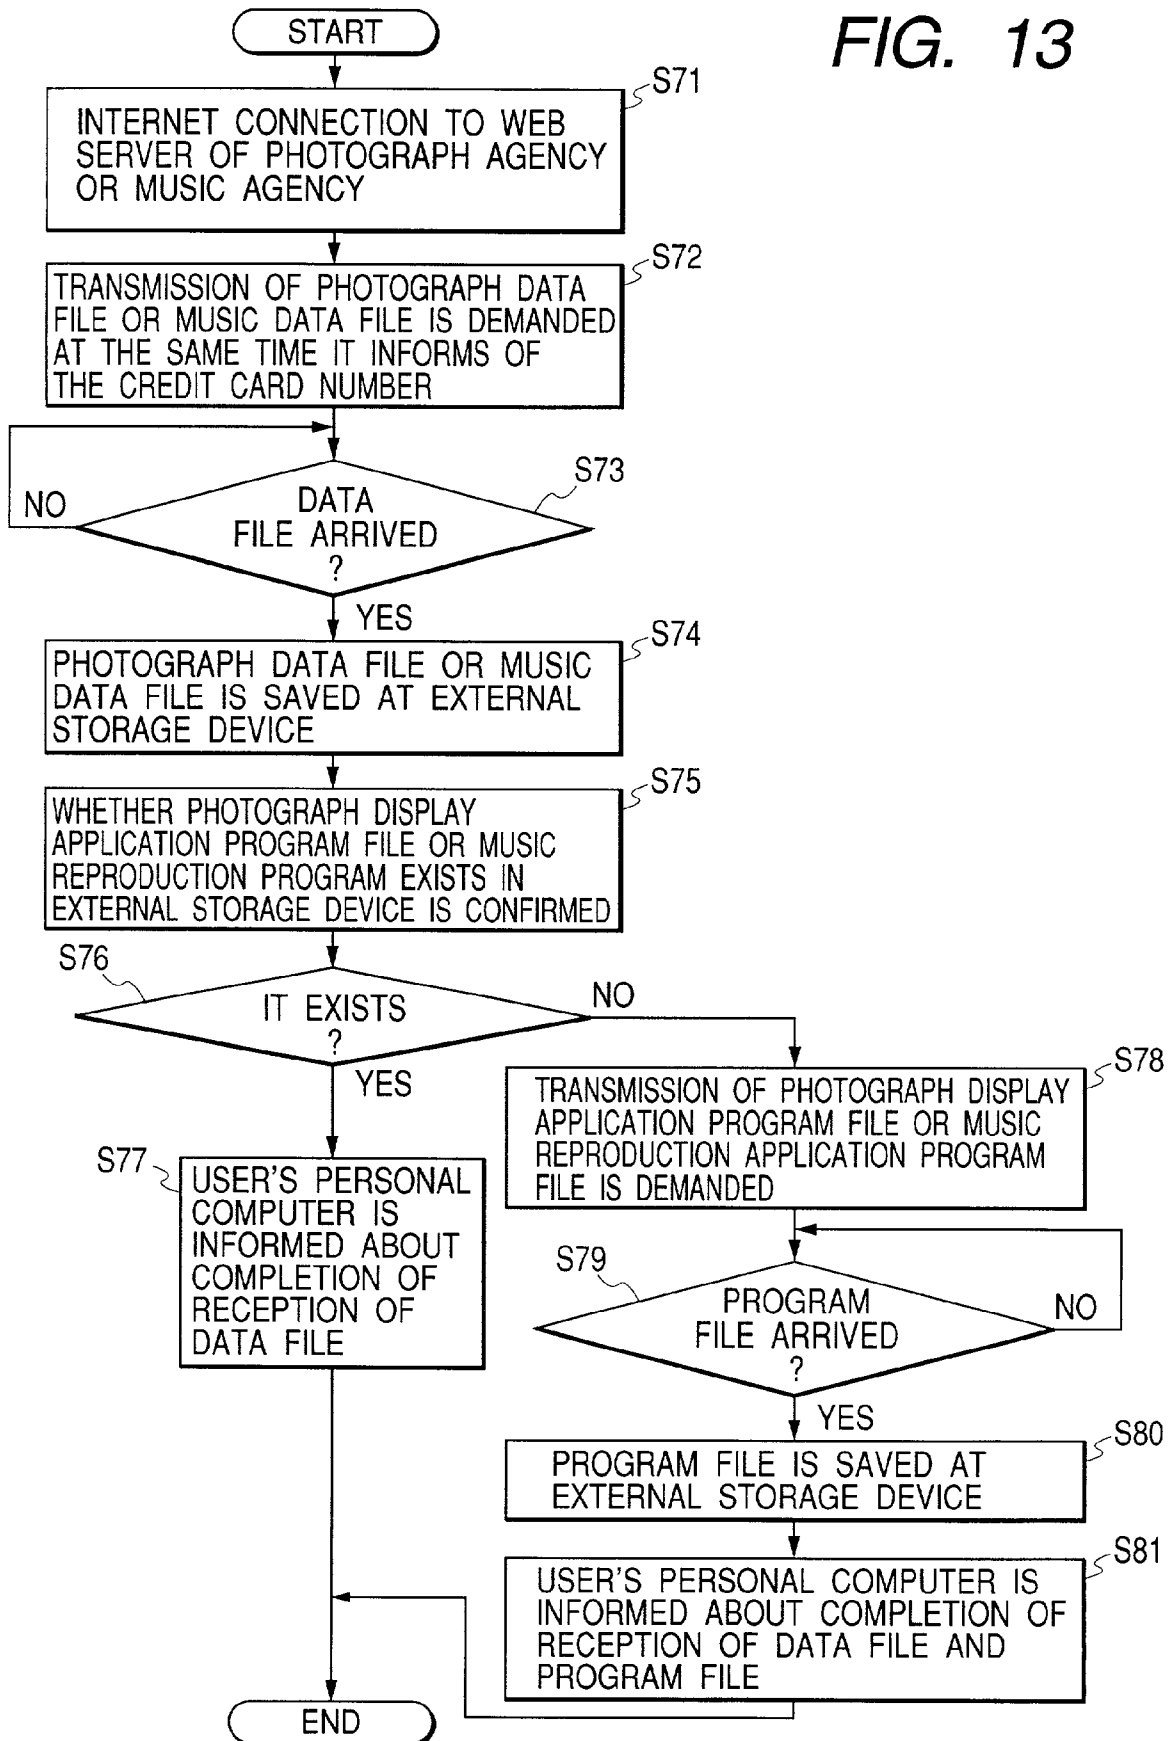 START
FIG. 13
S71
INTERNET CONNECTION TO WEB
SERVER OF PHOTOGRAPH AGENCY
OR MUSIC AGENCY
S72
TRANSMISSION OF PHOTOGRAPH DATA
FILE OR MUSIC DATA FILE IS DEMANDED
AT THE SAME TIME IT INFORMS OF
THE CREDIT CARD NUMBER
S73
NO
DATA
FILE ARRIVED
?
YES
S74
PHOTOGRAPH DATA FILE OR MUSIC
DATA FILE IS SAVED AT EXTERNAL
STORAGE DEVICE
S75
WHETHER PHOTOGRAPH DISPLAY
APPLICATION PROGRAM FILE OR MUSIC
REPRODUCTION PROGRAM EXISTS IN
EXTERNAL STORAGE DEVICE IS CONFIRMED
S76
IT EXISTS
?
NO
YES
S77
USER'S PERSONAL
COMPUTER IS
INFORMED ABOUT
COMPLETION OF
RECEPTION OF
DATA FILE
S78
TRANSMISSION OF PHOTOGRAPH DISPLAY
APPLICATION PROGRAM FILE OR MUSIC
REPRODUCTION APPLICATION PROGRAM
FILE IS DEMANDED
S79
PROGRAM
FILE ARRIVED
?
NO
YES
S80
PROGRAM FILE IS SAVED AT
EXTERNAL STORAGE DEVICE
S81
USER'S PERSONAL COMPUTER IS
INFORMED ABOUT COMPLETION OF
RECEPTION OF DATA FILE AND
PROGRAM FILE
END